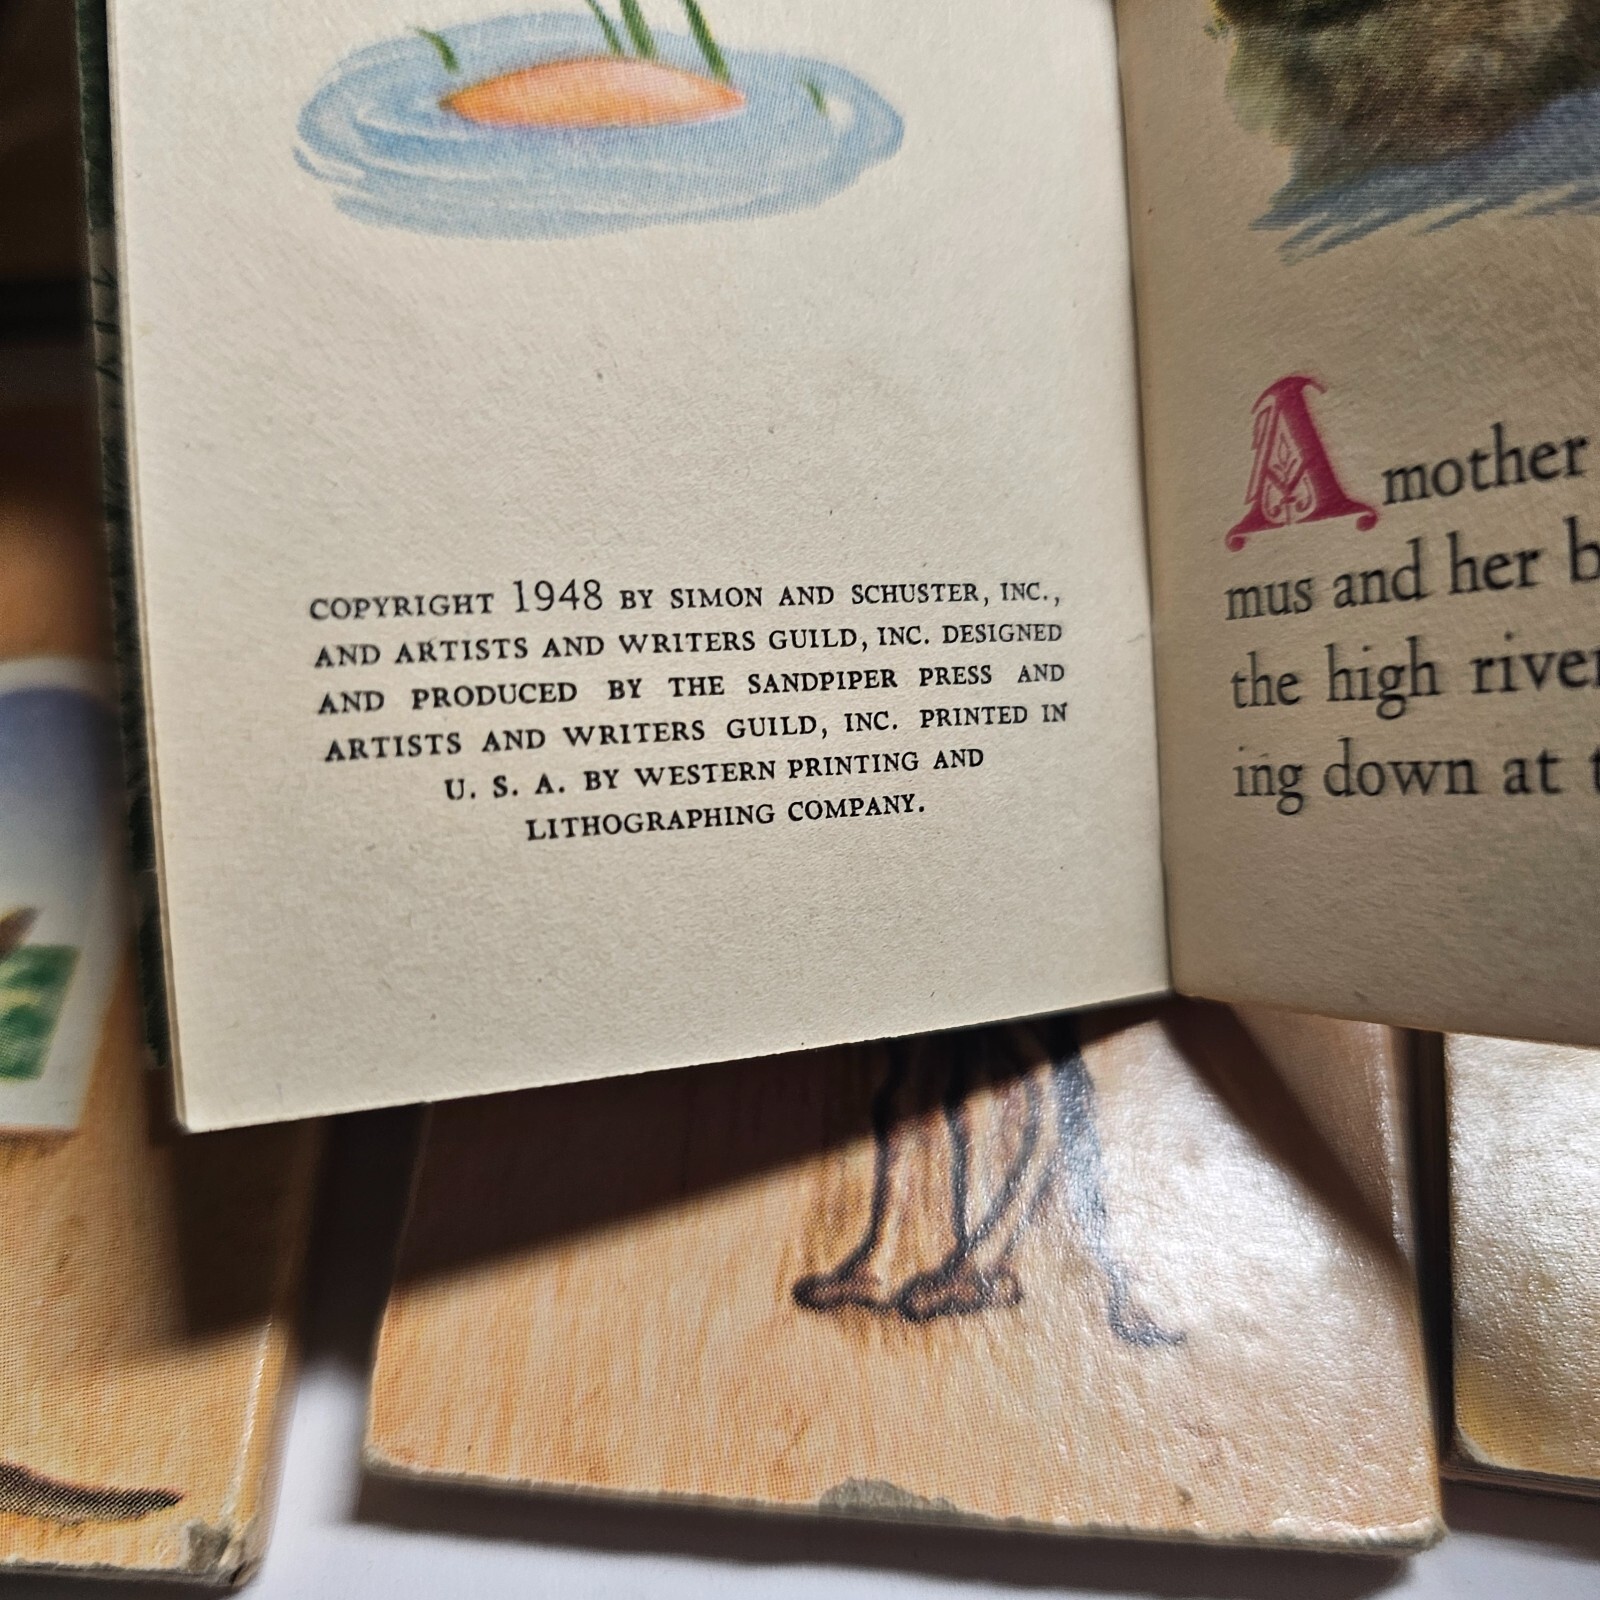 COPYRIGHT 1948 BY SIMON AND SCHUSTER, INC.,
AND ARTISTS AND WRITERS GUILD, INC. DESIGNED
AND PRODUCED BY THE SANDPIPER PRESS AND
ARTISTS AND WRITERS GUILD, INC. PRINTED IN
U. S. A. BY WESTERN PRINTING AND
LITHOGRAPHING COMPANY.
A mother
mus and her b
the high river
ing down at t